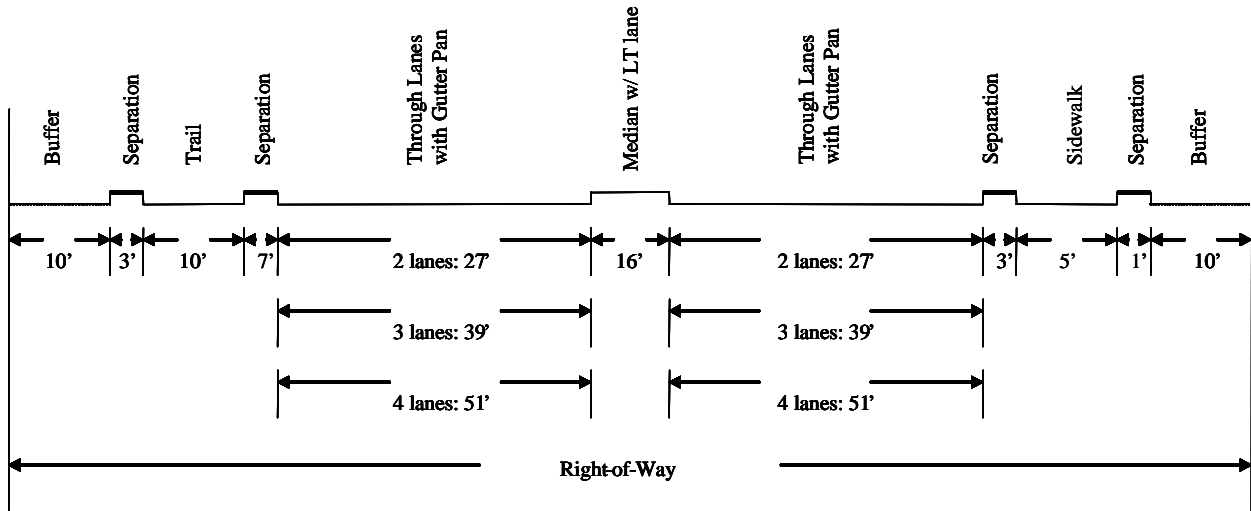 Buffer
Separation
Trail
Separation
Through Lanes
with Gutter Pan
Median w/ LT lane
Through Lanes
with Gutter Pan
Separation
Sidewalk
Separation
Buffer
10’ 3’ 10’ 7’ 2 lanes: 27’ 16’ 2 lanes: 27’ 3’ 5’ 1’ 10’
3 lanes: 39’ 3 lanes: 39’
4 lanes: 51’ 4 lanes: 51’
Right-of-Way